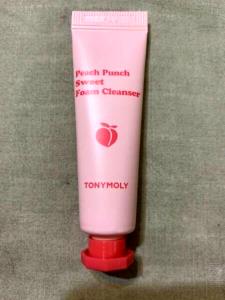 Peach Punch
Sweet
Foam Cleanser
TONYMOLY